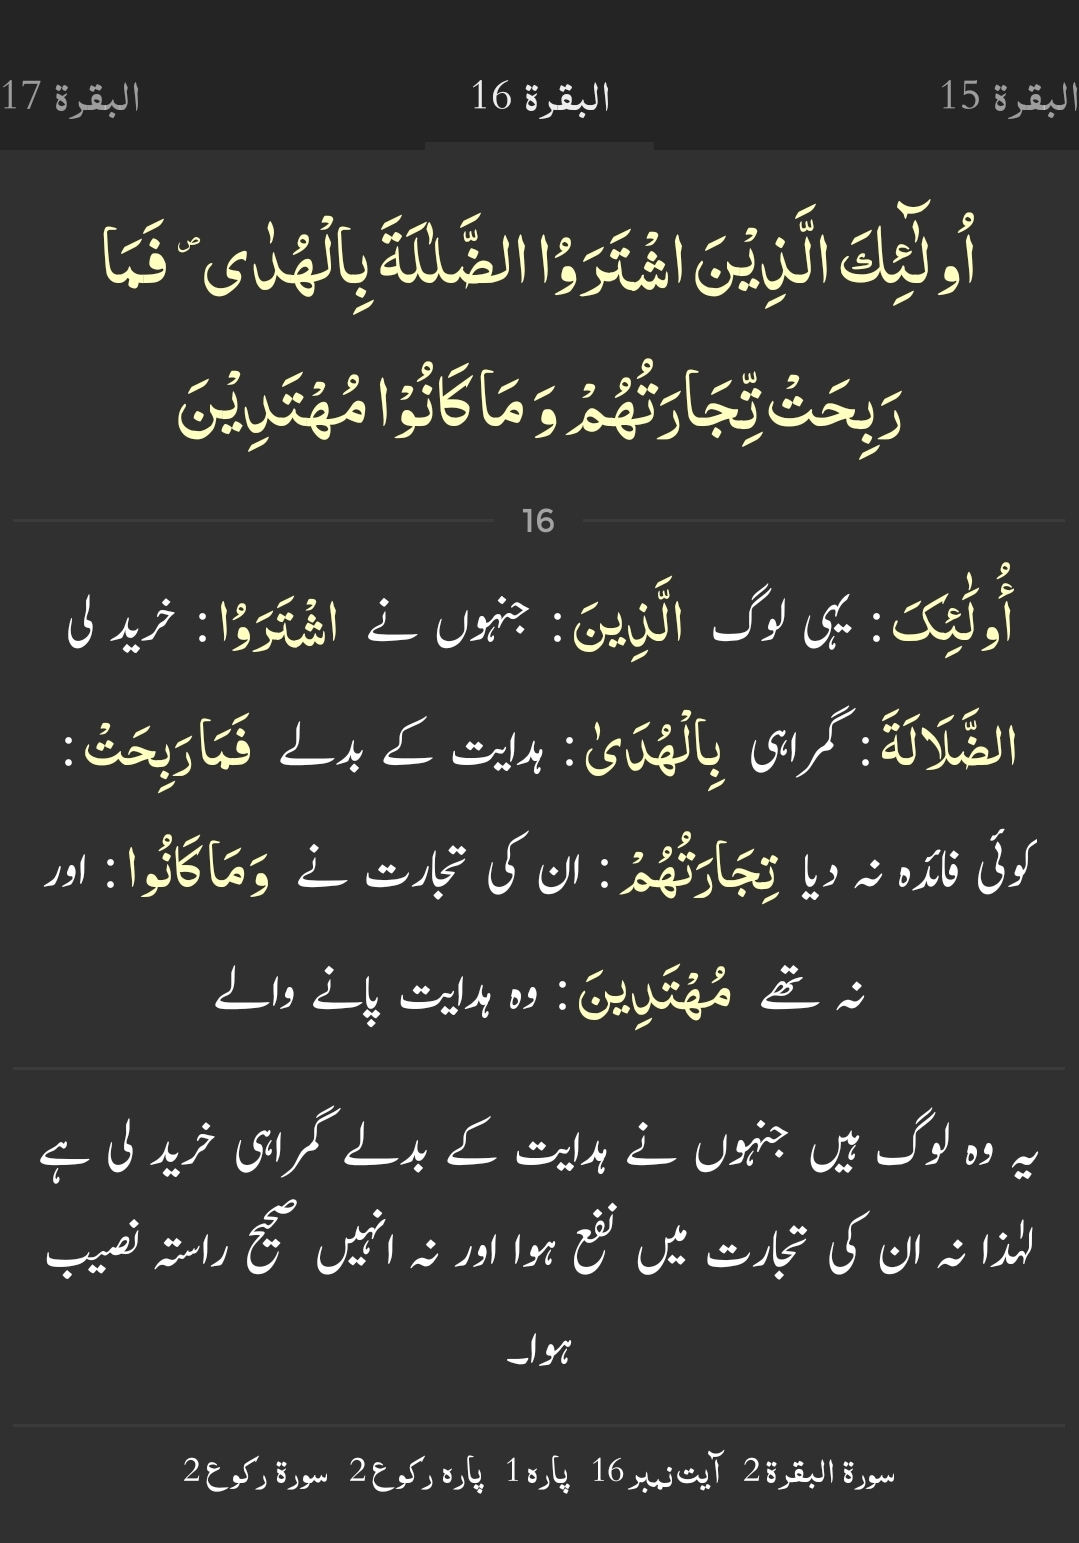 البقرة 15 البقرة 16 البقرة 17
اُولٰٓئِكَ الَّذِیْنَ اشْتَرَوُا الضَّلٰلَةَ بِالْهُدٰى ۪ فَمَا
رَبِحَتْ تِّجَارَتُهُمْ وَ مَا كَانُوْا مُهْتَدِیْنَ
16
أُولَٰئِکَ : یہی لوگ الَّذِينَ : جنہوں نے اشْتَرَوُا : خرید لی
الضَّلَالَةَ : گمراہی بِالْهُدَىٰ : ہدایت کے بدلے فَمَا رَبِحَتْ :
کوئی فائدہ نہ دیا تِجَارَتُهُمْ : ان کی تجارت نے وَمَا کَانُوا : اور
نہ تھے مُهْتَدِينَ : وہ ہدایت پانے والے
یہ وہ لوگ ہیں جنہوں نے ہدایت کے بدلے گمراہی خرید لی ہے
لہٰذا نہ ان کی تجارت میں نفع ہوا اور نہ انہیں صحیح راستہ نصیب
ہوا۔
سورۃ البقرۃ 2 آیت نمبر 16 پارہ 1 پارہ رکوع 2 سورۃ رکوع 2